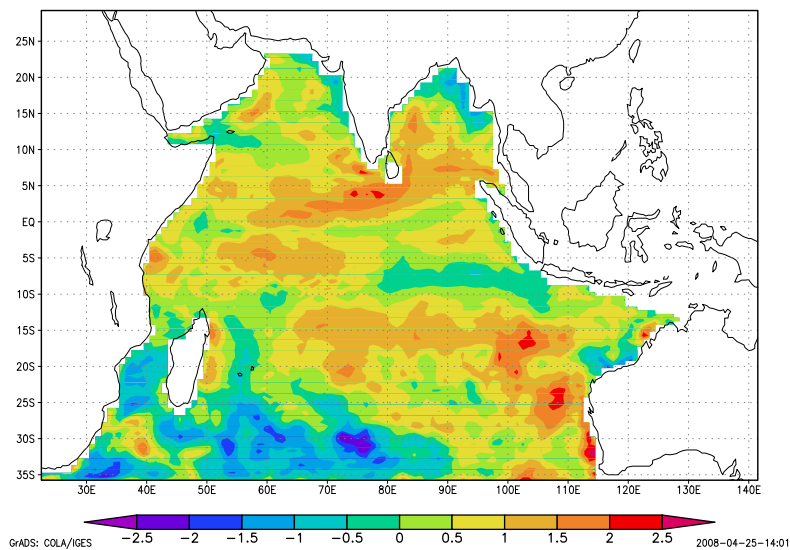 25N
20N
15N
10N
5N
EQ
5S
10S
15S
20S
25S
30S
35S
30E 40E 50E 60E 70E 80E 90E 100E 110E 120E 130E 140E
-2.5 -2 -1.5 -1 -0.5 0 0.5 1 1.5 2 2.5
GrADS: COLA/IGES 2008-04-25-14:01